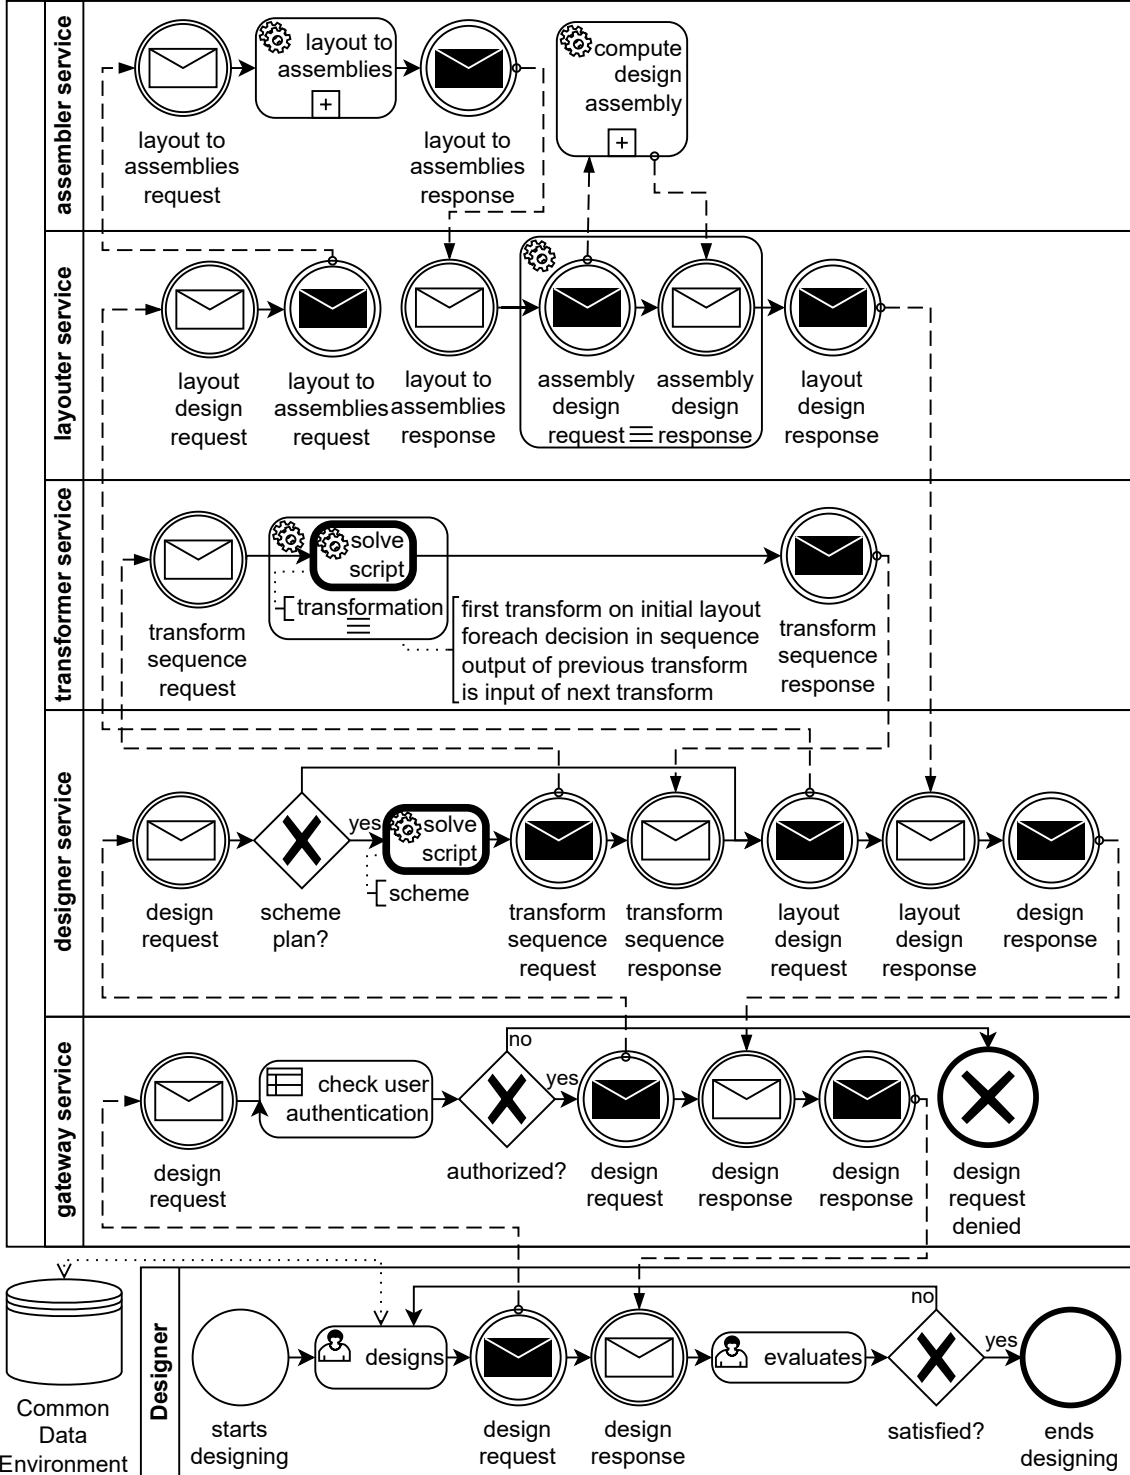 assembler service
layout to
assemblies
compute
design
assembly
layout to
assemblies
request
layout to
assemblies
response
layouter service
layout
design
request
layout to
assemblies
request
layout to
assemblies
response
assembly
design
request
assembly
design
response
layout
design
response
transformer service
solve
script
transformation
first transform on initial layout
foreach decision in sequence
output of previous transform
is input of next transform
transform
sequence
request
transform
sequence
response
designer service
yes
solve
script
scheme
design
request
scheme
plan?
transform
sequence
request
transform
sequence
response
layout
design
request
layout
design
response
design
response
gateway service
check user
authentication
no
yes
design
request
authorized?
design
request
design
response
design
response
design
request
denied
Common
Data
Environment
Designer
designs
evaluates
no
yes
starts
designing
design
request
design
response
satisfied?
ends
designing